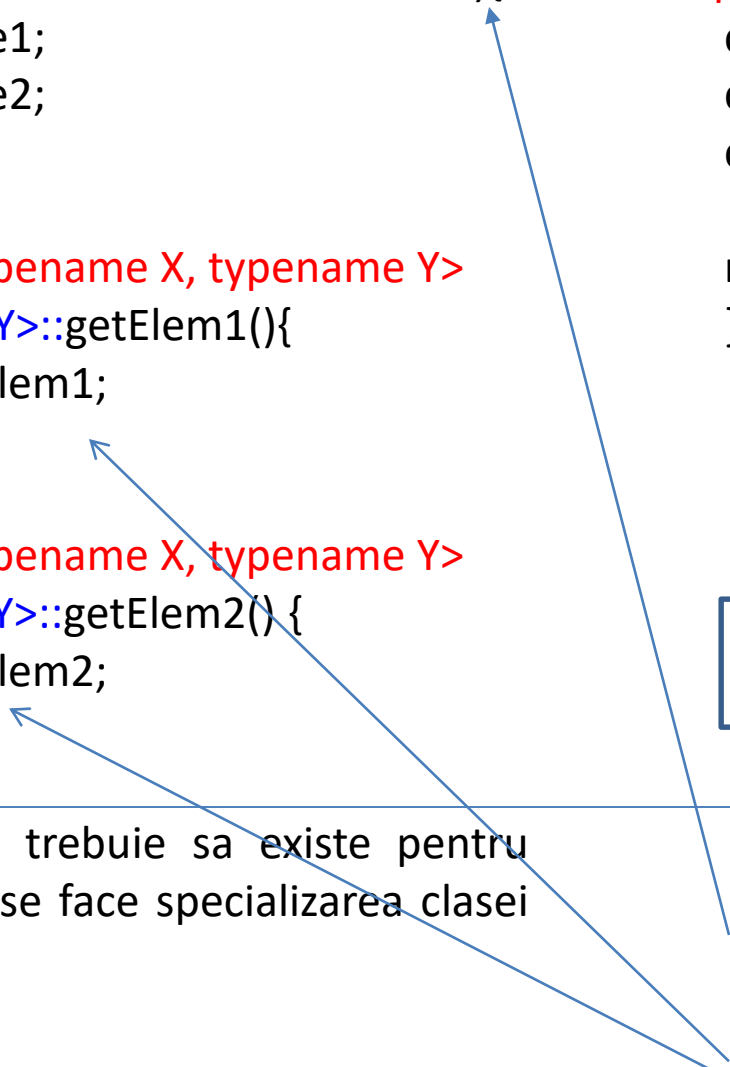 e1;
e2;
pename X, typename Y>
Y>::getElem1(){
lem1;
pename X, typename Y>
Y>::getElem2() {
lem2;
trebuie sa existe pentru
se face specializarea clasei